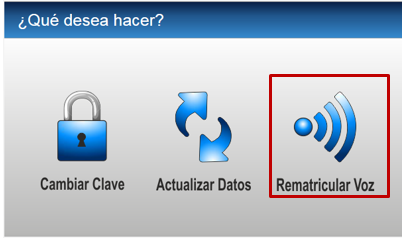 ¿Qué desea hacer?
Cambiar Clave Actualizar Datos Rematricular Voz